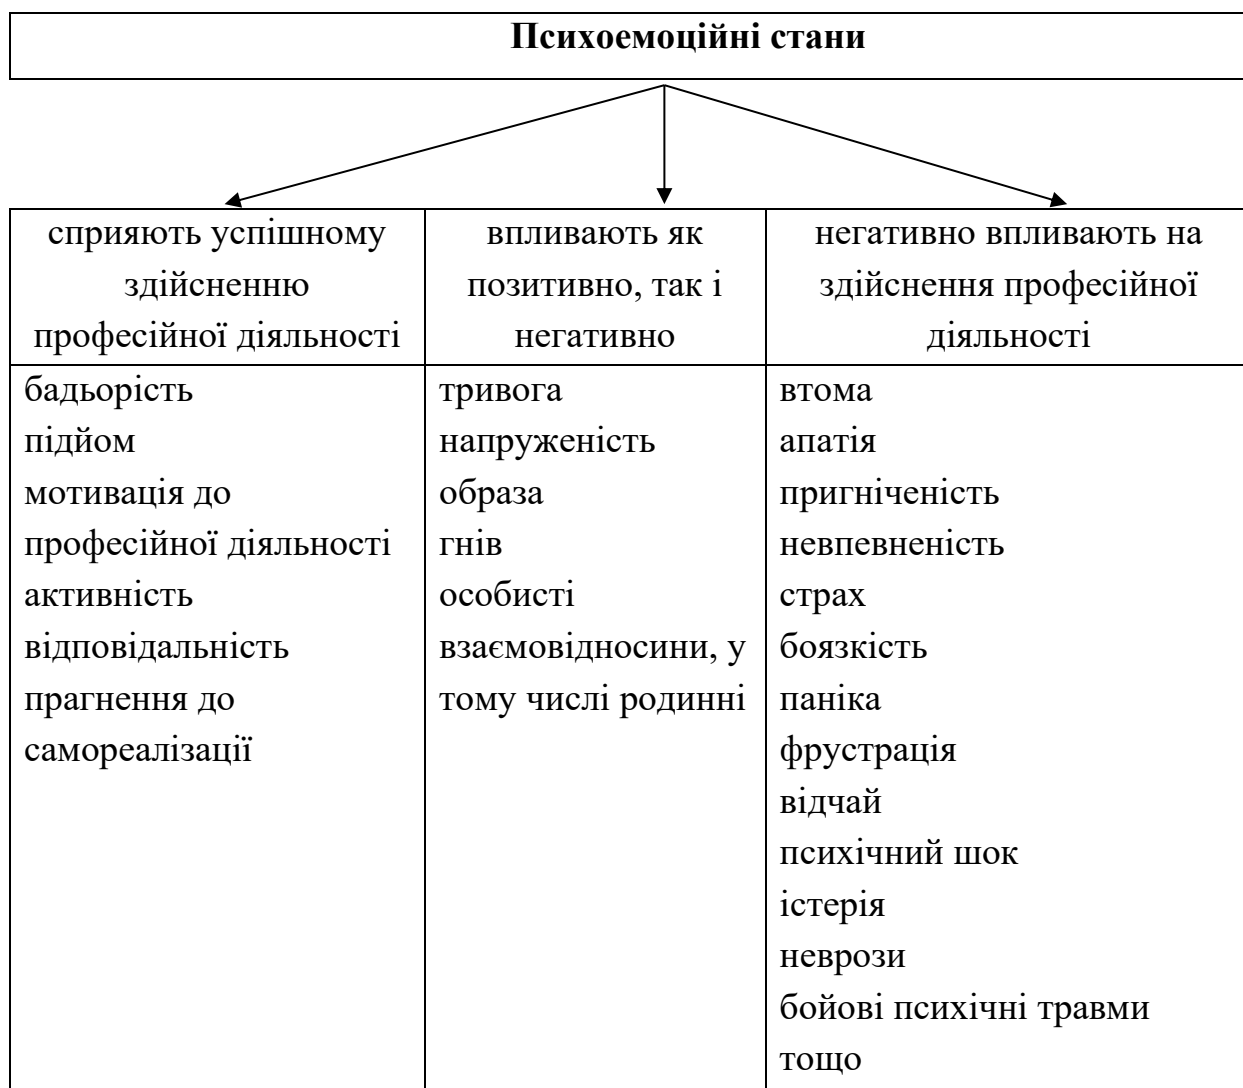 Психоемоційні стани
сприяють успішному
здійсненню
професійної діяльності
впливають як
позитивно, так і
негативно
негативно впливають на
здійснення професійної
діяльності
бадьорість
підйом
мотивація до
професійної діяльності
активність
відповідальність
прагнення до
самореалізації
тривога
напруженість
образа
гнів
особисті
взаємовідносини, у
тому числі родинні
втома
апатія
пригніченість
невпевненість
страх
боязкість
паніка
фрустрація
відчай
психічний шок
істерія
неврози
бойові психічні травми
тощо